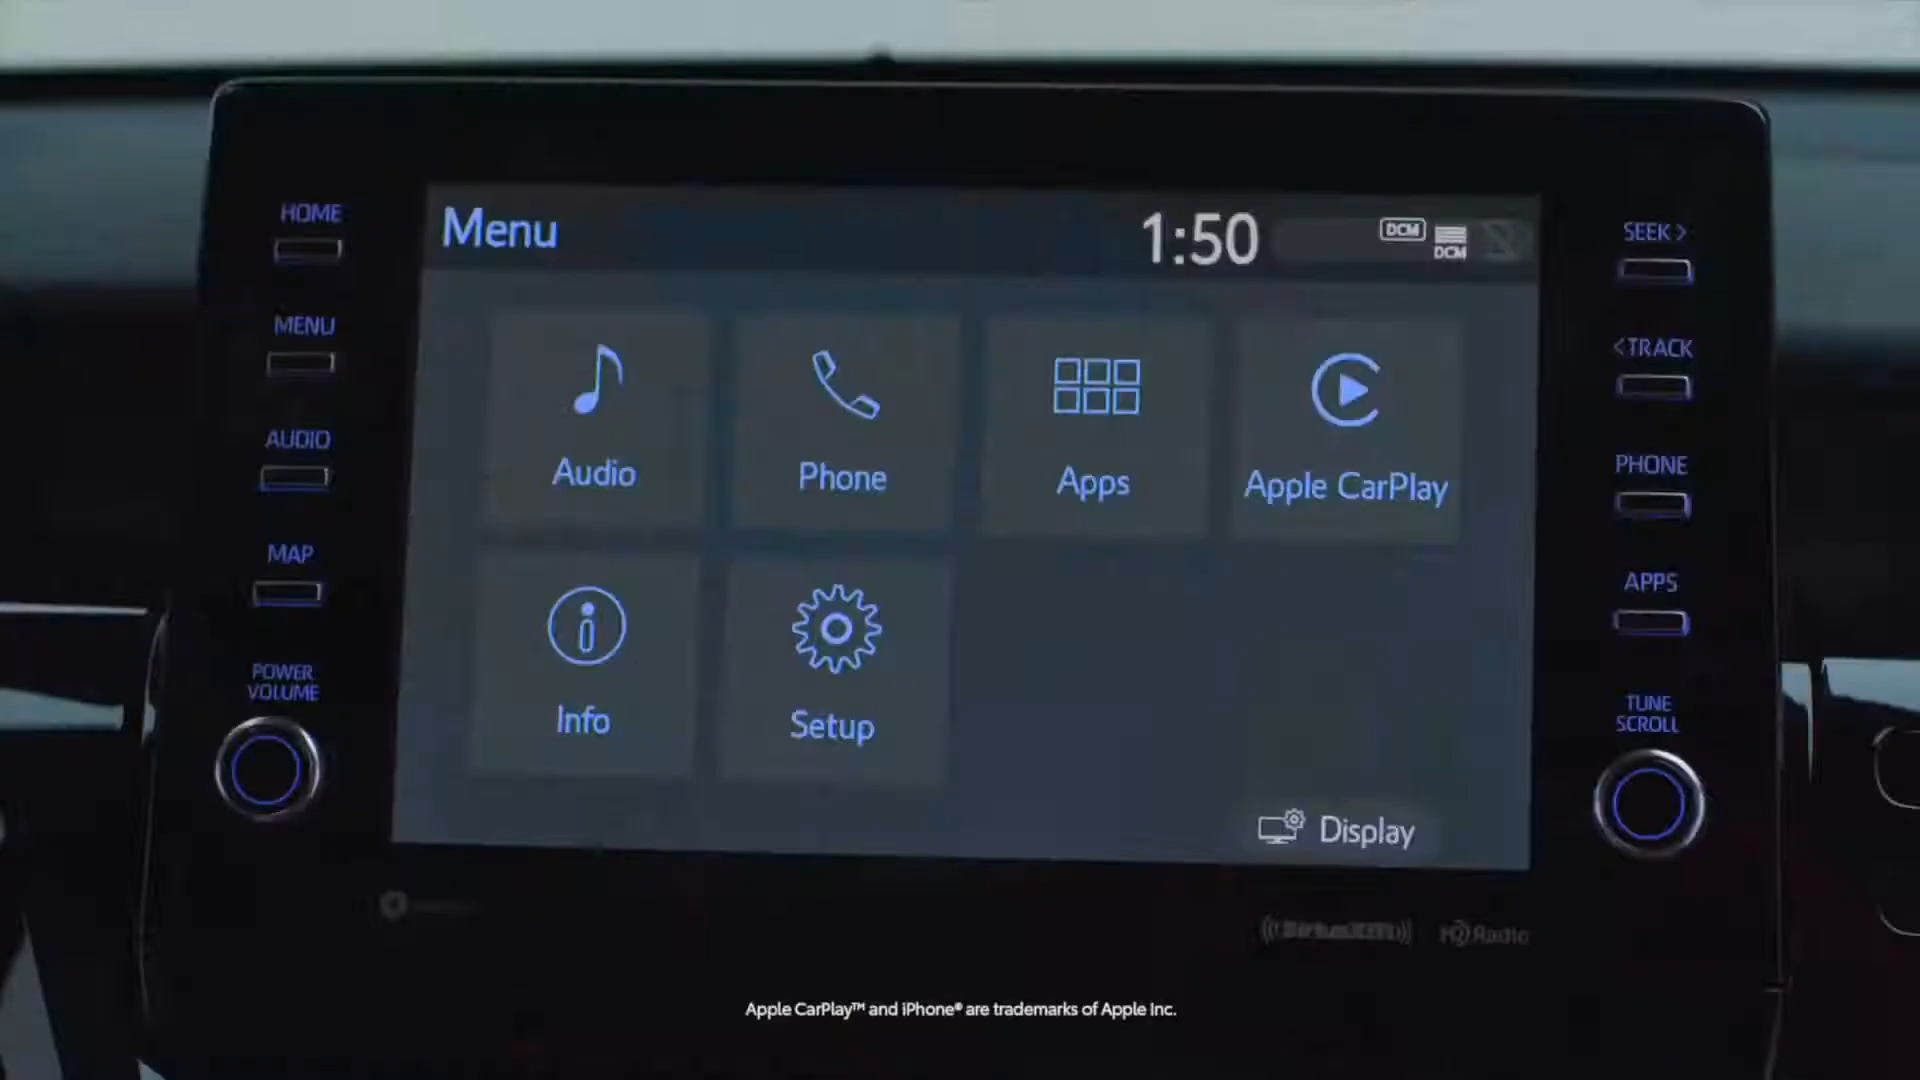 HOME
MENU
AUDIO
MAP
POWER
VOLUME
Menu
1:50
DCM
DCM
Audio
Phone
Apps
Apple CarPlay
Info
Setup
Display
SEEK >
< TRACK
PHONE
APPS
TUNE
SCROLL
SiriusXM
HD Radio
Apple CarPlay™ and iPhone® are trademarks of Apple Inc.